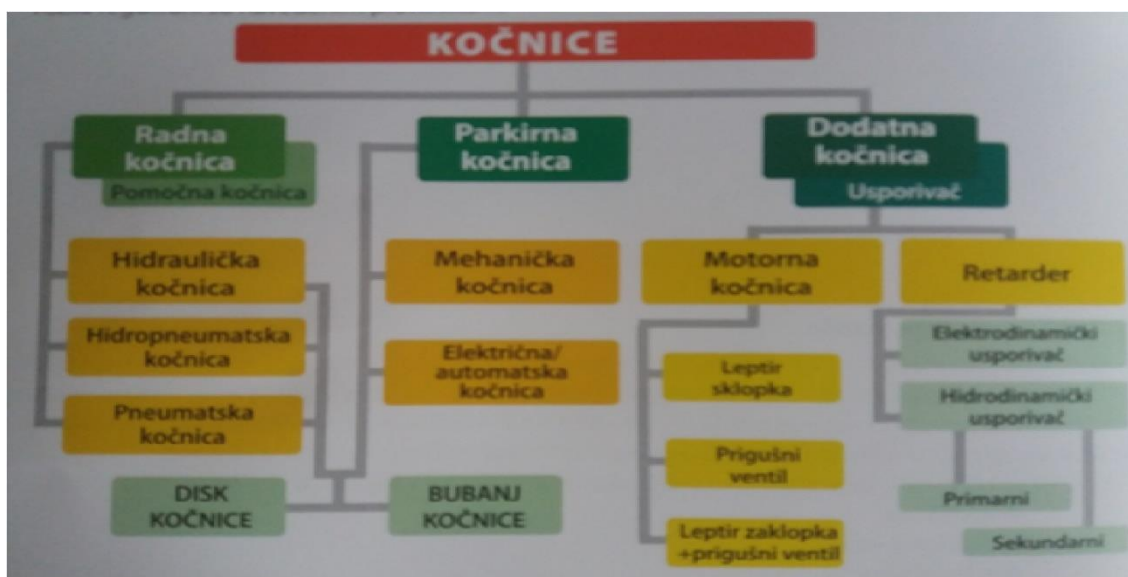 KOČNICE
Radna
kočnica
Pomoćna kočnica
Parkirna
kočnica
Dodatna
kočnica
Usporivač
Hidraulička
kočnica
Mehanička
kočnica
Motorna
kočnica
Retarder
Hidropneumatska
kočnica
Električna/
automatska
kočnica
Leptir
sklopka
Elektrodinamički
usporivač
Pneumatska
kočnica
Prigušni
ventil
Hidrodinamički
usporivač
DISK
KOČNICE
BUBANJ
KOČNICE
Leptir zaklopka
+prigušni ventil
Primarni
Sekundarni